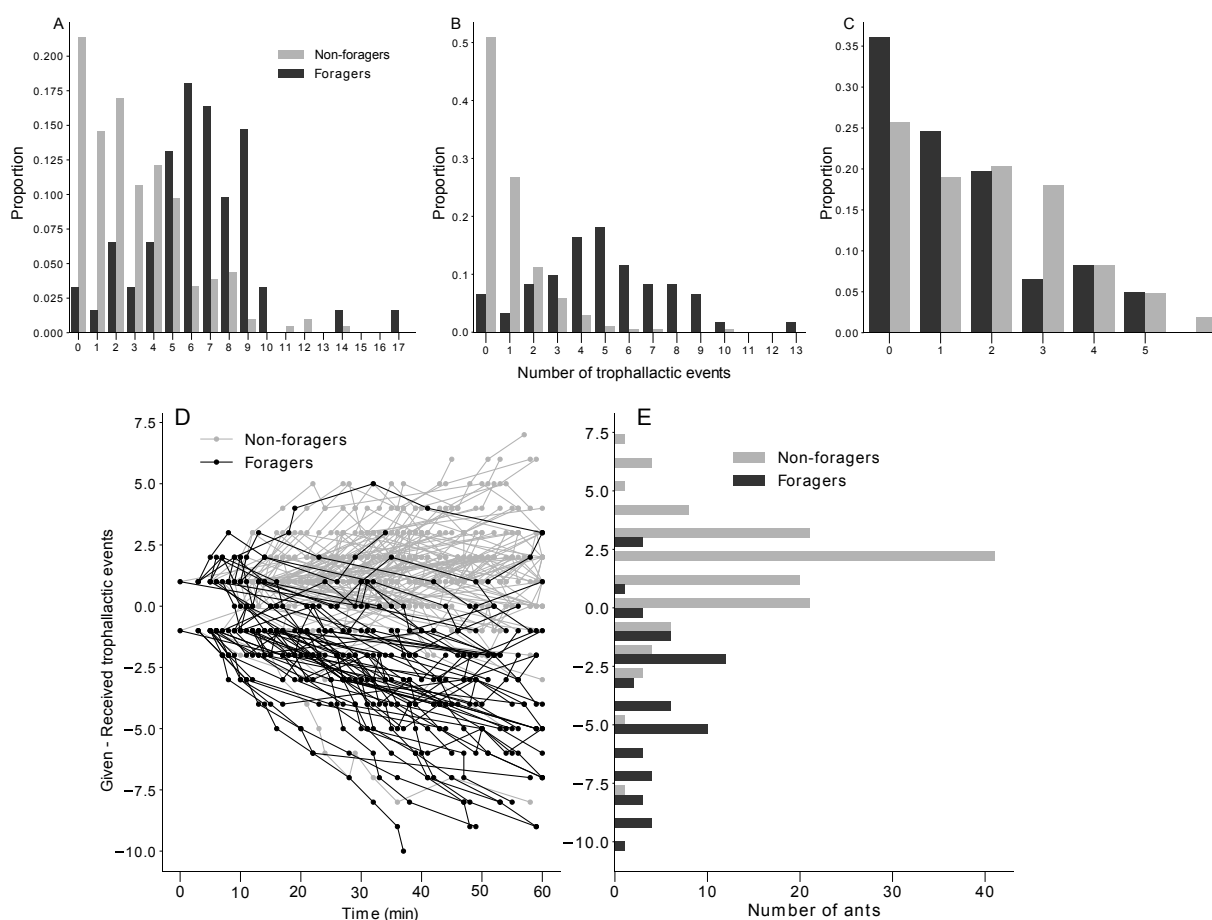 A
0.200
0.175
0.150
0.125
0.100
0.075
0.050
0.025
0.000
Proportion
Non-foragers
Foragers
0 1 2 3 4 5 6 7 8 9 10 11 12 13 14 15 16 17
B
0.5
0.4
0.3
0.2
0.1
0.0
Proportion
0 1 2 3 4 5 6 7 8 9 10 11 12 13
Number of trophallactic events
C
0.35
0.30
0.25
0.20
0.15
0.10
0.05
0.00
Proportion
0 1 2 3 4 5
D
7.5
5.0
2.5
0.0
−2.5
−5.0
−7.5
−10.0
Given - Received trophallactic events
Non-foragers
Foragers
0 10 20 30 40 50 60
Time (min)
E
7.5
5.0
2.5
0.0
−2.5
−5.0
−7.5
−10.0
Non-foragers
Foragers
0 10 20 30 40
Number of ants